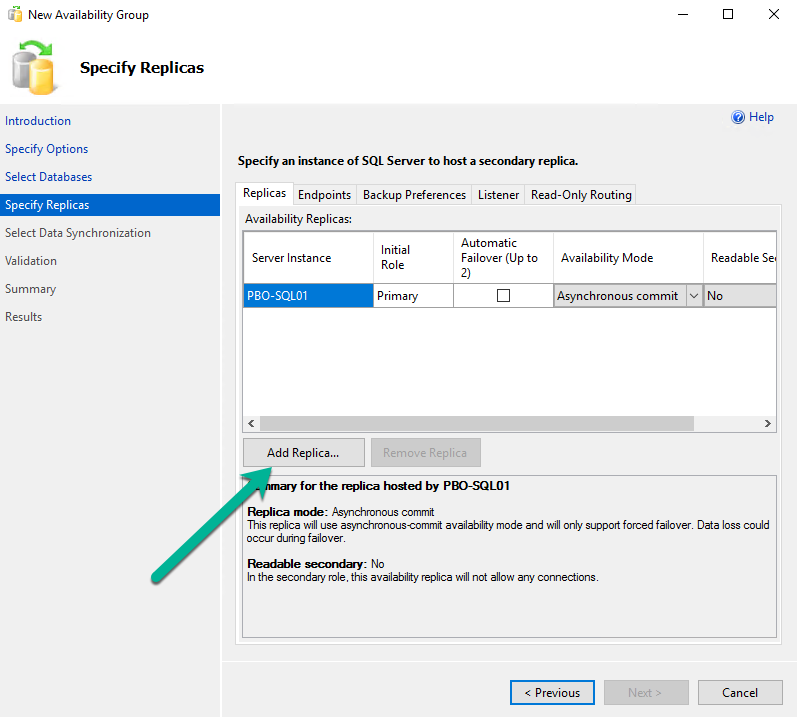 New Availability Group
Specify Replicas
Help
Introduction
Specify Options
Select Databases
Specify Replicas
Select Data Synchronization
Validation
Summary
Results
Specify an instance of SQL Server to host a secondary replica.
Replicas Endpoints Backup Preferences Listener Read-Only Routing
Availability Replicas:
Server Instance
Initial
Role
Automatic
Failover (Up to
2)
Availability Mode
Readable Sec
PBO-SQL01 Primary Asynchronous commit No
Add Replica... Remove Replica
mmary for the replica hosted by PBO-SQL01
Replica mode: Asynchronous commit
This replica will use asynchronous-commit availability mode and will only support forced failover. Data loss could
occur during failover.
Readable secondary: No
In the secondary role, this availability replica will not allow any connections.
< Previous Next > Cancel